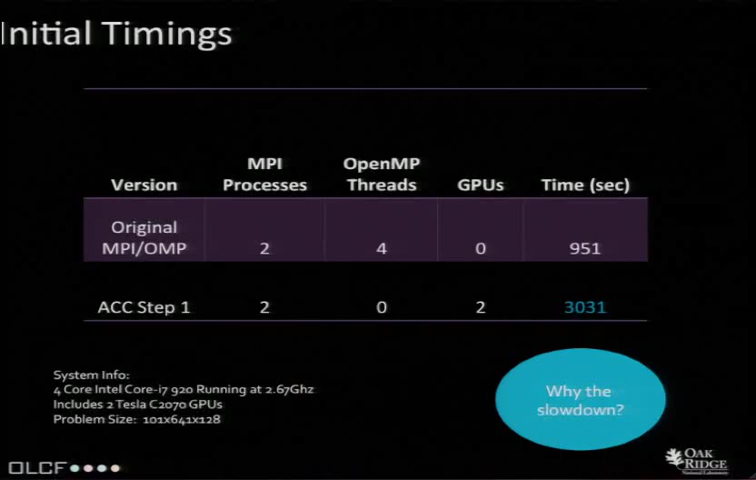 Initial Timings
Version MPI Processes OpenMP Threads GPUs Time (sec)
Original MPI/OMP 2 4 0 951
ACC Step 1 2 0 2 3031
System Info:
4 Core Intel Core-i7 920 Running at 2.67Ghz
Includes 2 Tesla C2070 GPUs
Problem Size: 101x641x128
Why the
slowdown?
OLCF
OAK
RIDGE
National Laboratory